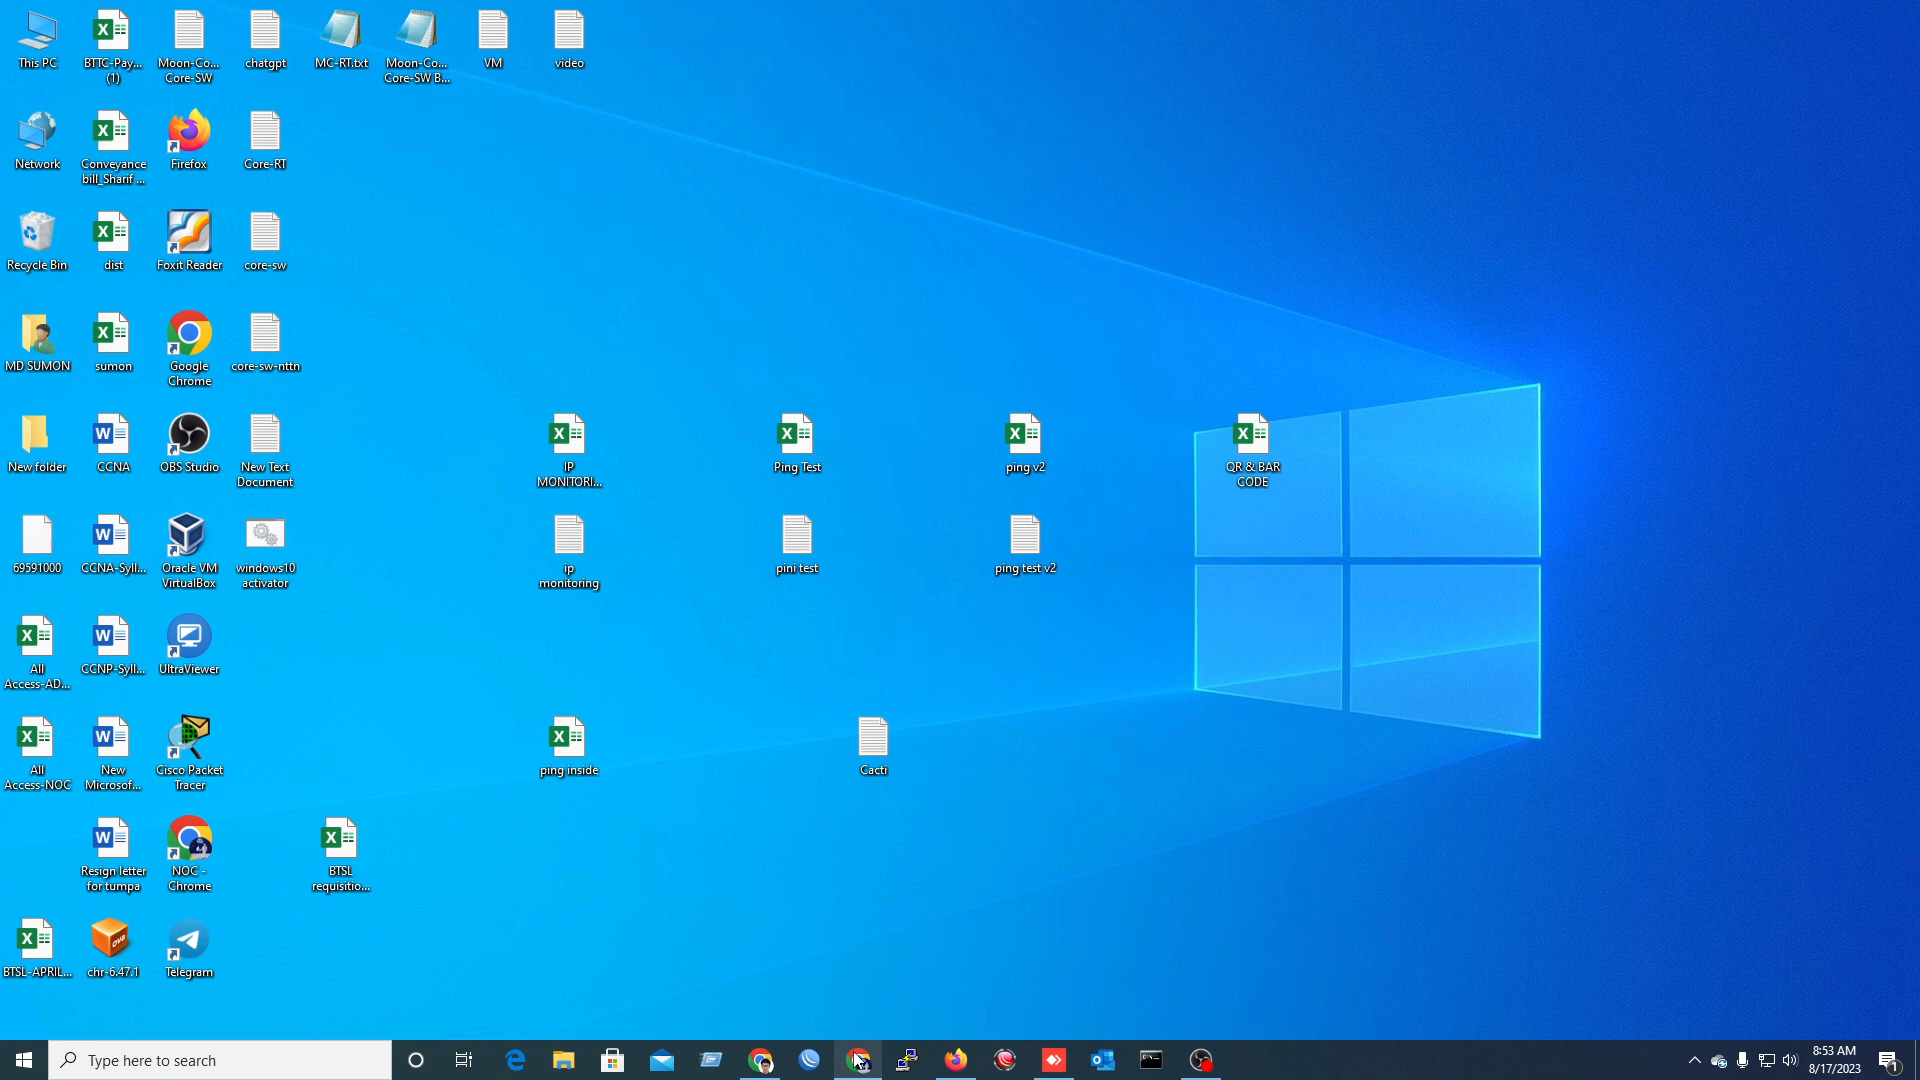 This PC
BTTC-Pay...
(1)
Moon-Co...
Core-SW
chatgpt
MC-RT.txt
Moon-Co...
Core-SW B...
VM
video
Network
Conveyance
bill_Sharif ...
Firefox
Core-RT
Recycle Bin
dist
Foxit Reader
core-sw
MD SUMON
sumon
Google
Chrome
core-sw-nttn
New folder
CCNA
OBS Studio
New Text
Document
IP
MONITORI...
Ping Test
ping v2
QR & BAR
CODE
69591000
CCNA-Syll...
Oracle VM
VirtualBox
windows10
activator
ip
monitoring
pini test
ping test v2
All
Access-AD...
CCNP-Syll...
UltraViewer
All
Access-NOC
New
Microsof...
Cisco Packet
Tracer
ping inside
Cacti
Resign letter
for tumpa
NOC -
Chrome
BTSL
requisitio...
BTSL-APRIL...
chr-6.47.1
Telegram
Type here to search
8:53 AM
8/17/2023
1